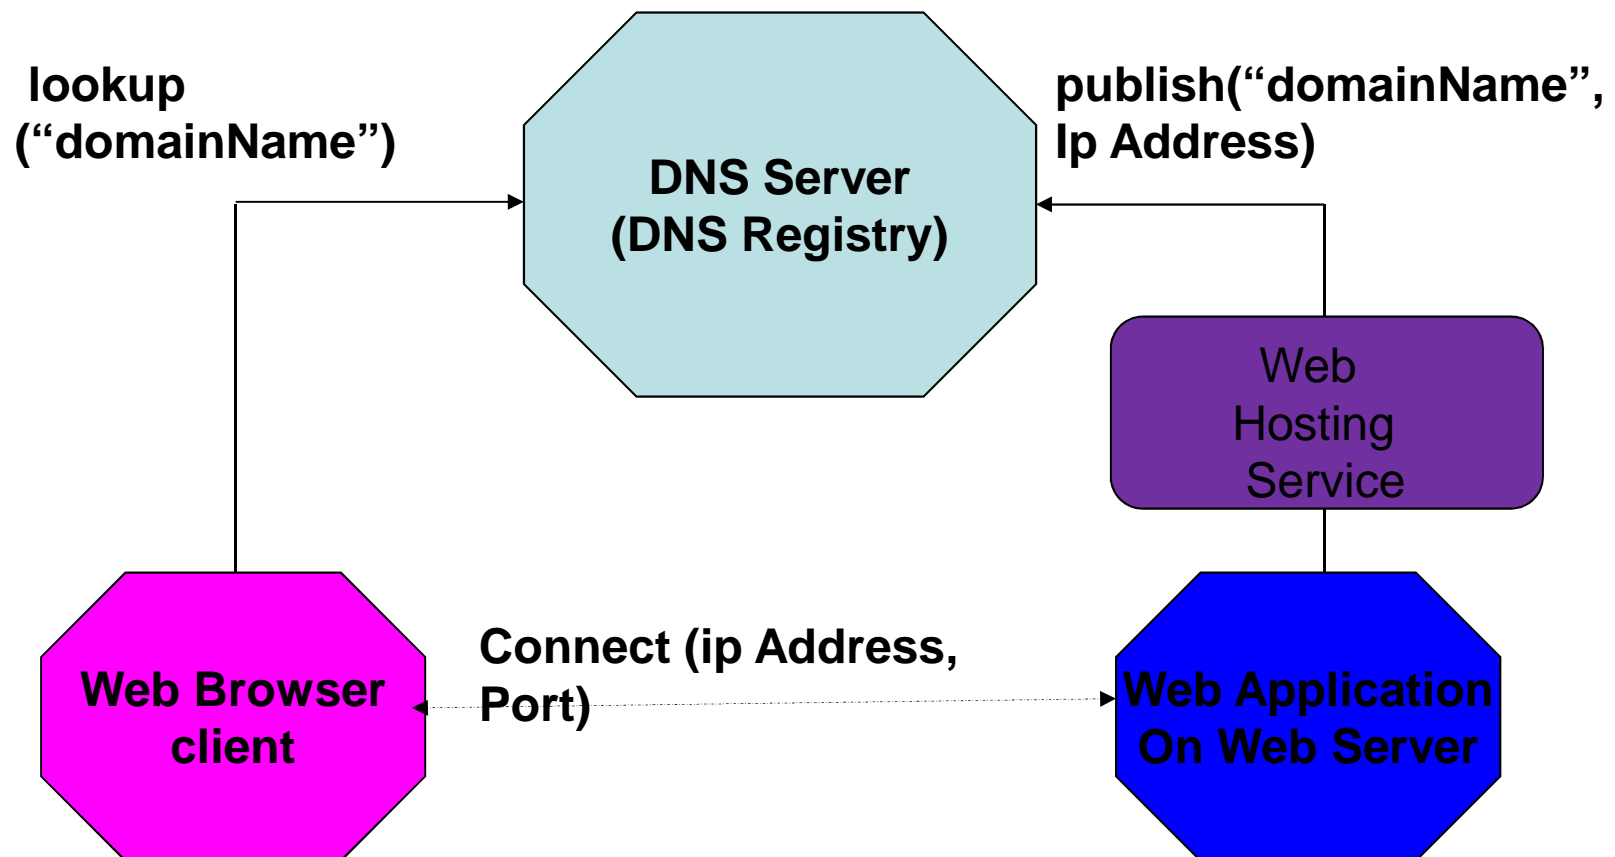 lookup
(“domainName”)
publish(“domainName”,
Ip Address)
DNS Server
(DNS Registry)
Web
Hosting
Service
Connect (ip Address,
Port)
Web Browser
client
Web Application
On Web Server